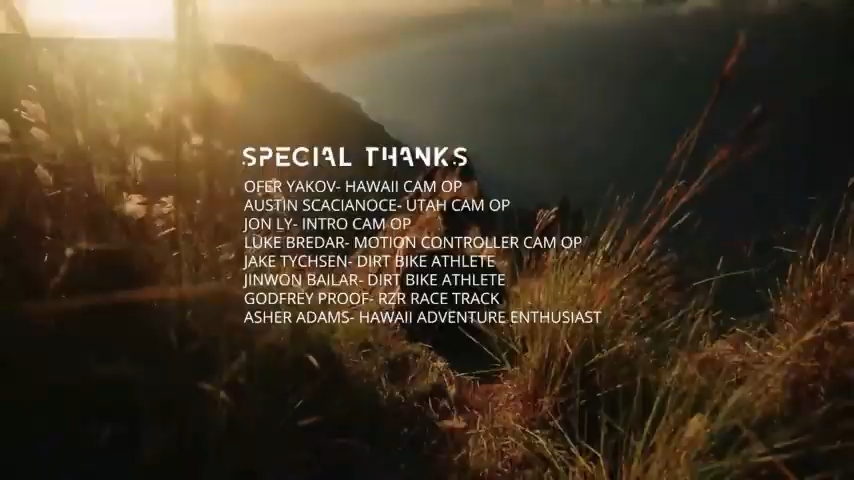 SPECIAL THANKS
OFER YAKOV- HAWAII CAM OP
AUSTIN SCACIANOCE- UTAH CAM OP
JON LY- INTRO CAM OP
LUKE BREDAR- MOTION CONTROLLER CAM OP
JAKE TYCHSEN- DIRT BIKE ATHLETE
JINWON BAILAR- DIRT BIKE ATHLETE
GODFREY PROOF- RZR RACE TRACK
ASHER ADAMS- HAWAII ADVENTURE ENTHUSIAST